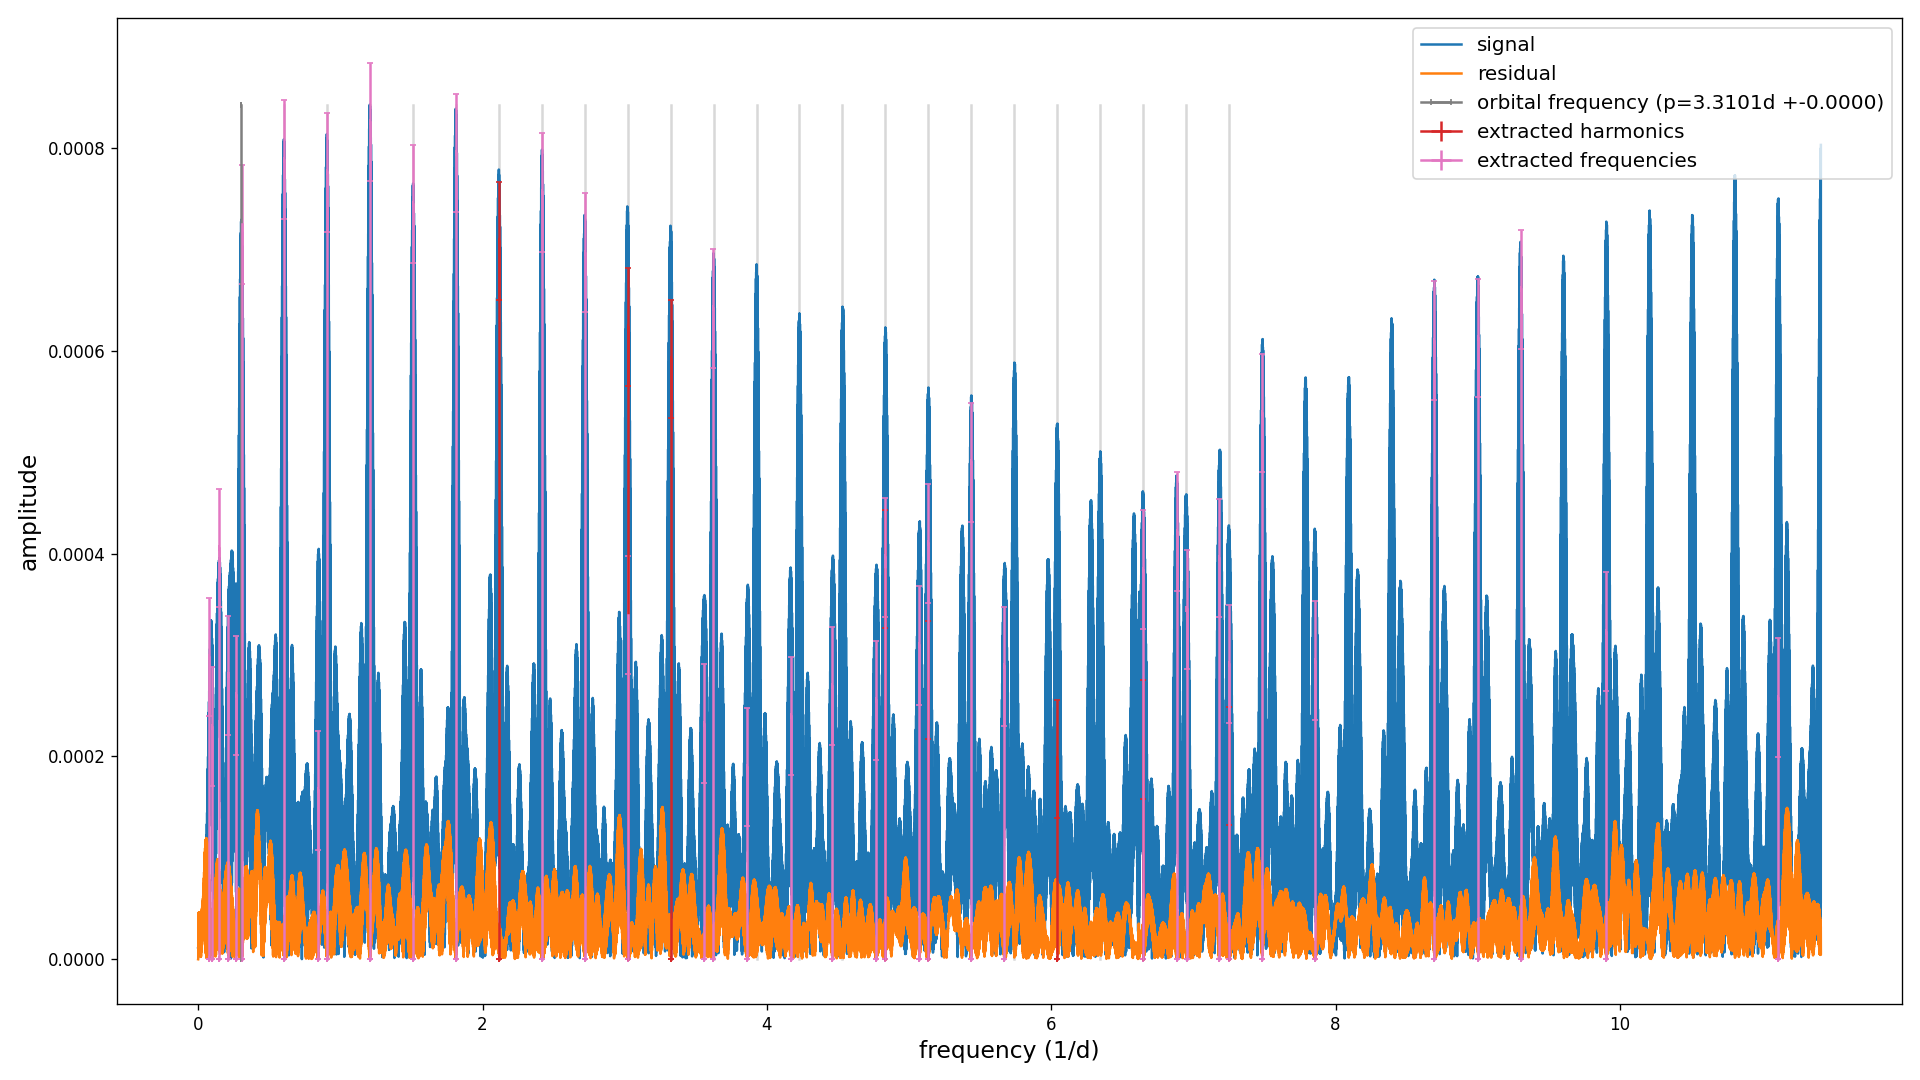 signal
residual
orbital frequency (p=3.3101d +-0.0000)
extracted harmonics
extracted frequencies
amplitude
0.0008
0.0006
0.0004
0.0002
0.0000
0 2 4 6 8 10
frequency (1/d)